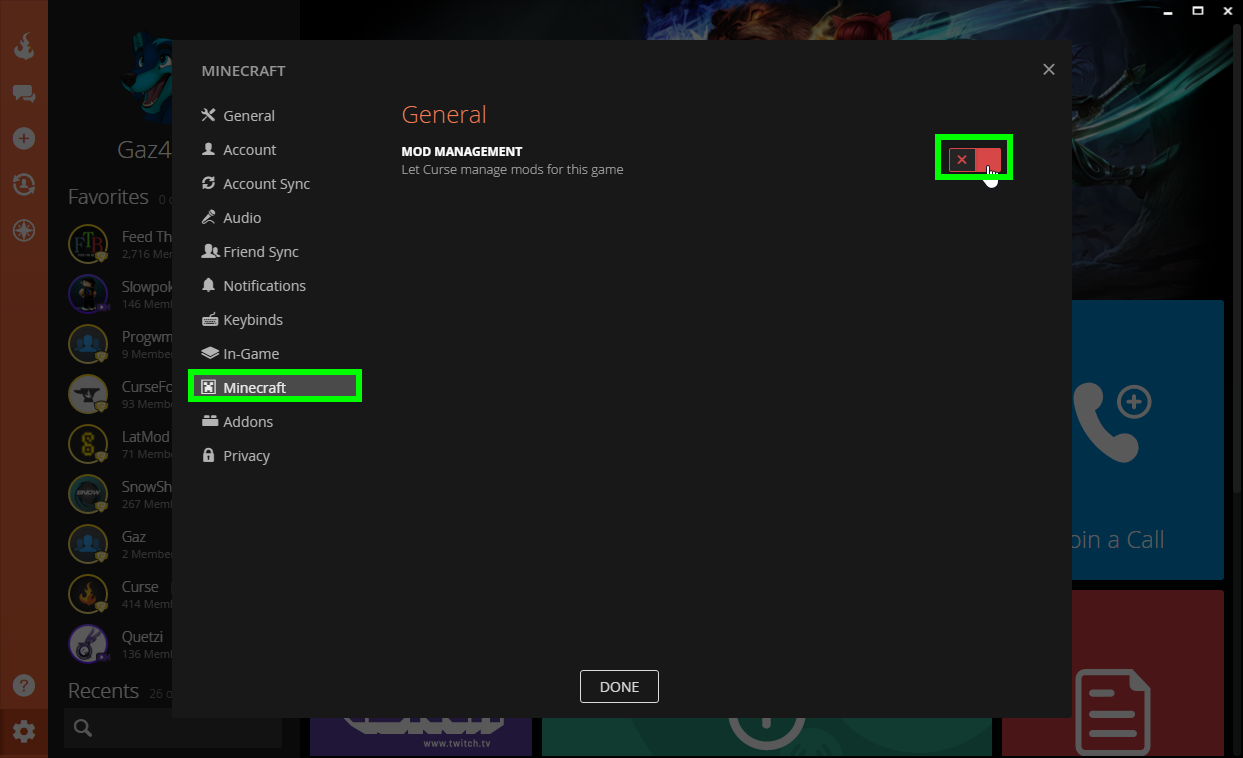 MINECRAFT
General
Account
Account Sync
Audio
Friend Sync
Notifications
Keybinds
In-Game
Minecraft
Addons
Privacy
General
MOD MANAGEMENT
Let Curse manage mods for this game
DONE
Gaz4
Favorites 0
Feed Th
FTB
2,716 Mem
Slowpok
146 Memb
Progwm
9 Member
CurseFo
93 Memb
LatMod
71 Memb
SnowSh
267 Memb
Gaz
2 Member
Curse
414 Memb
Quetzi
136 Memb
Recents 26
oin a Call
www.twitch.tv